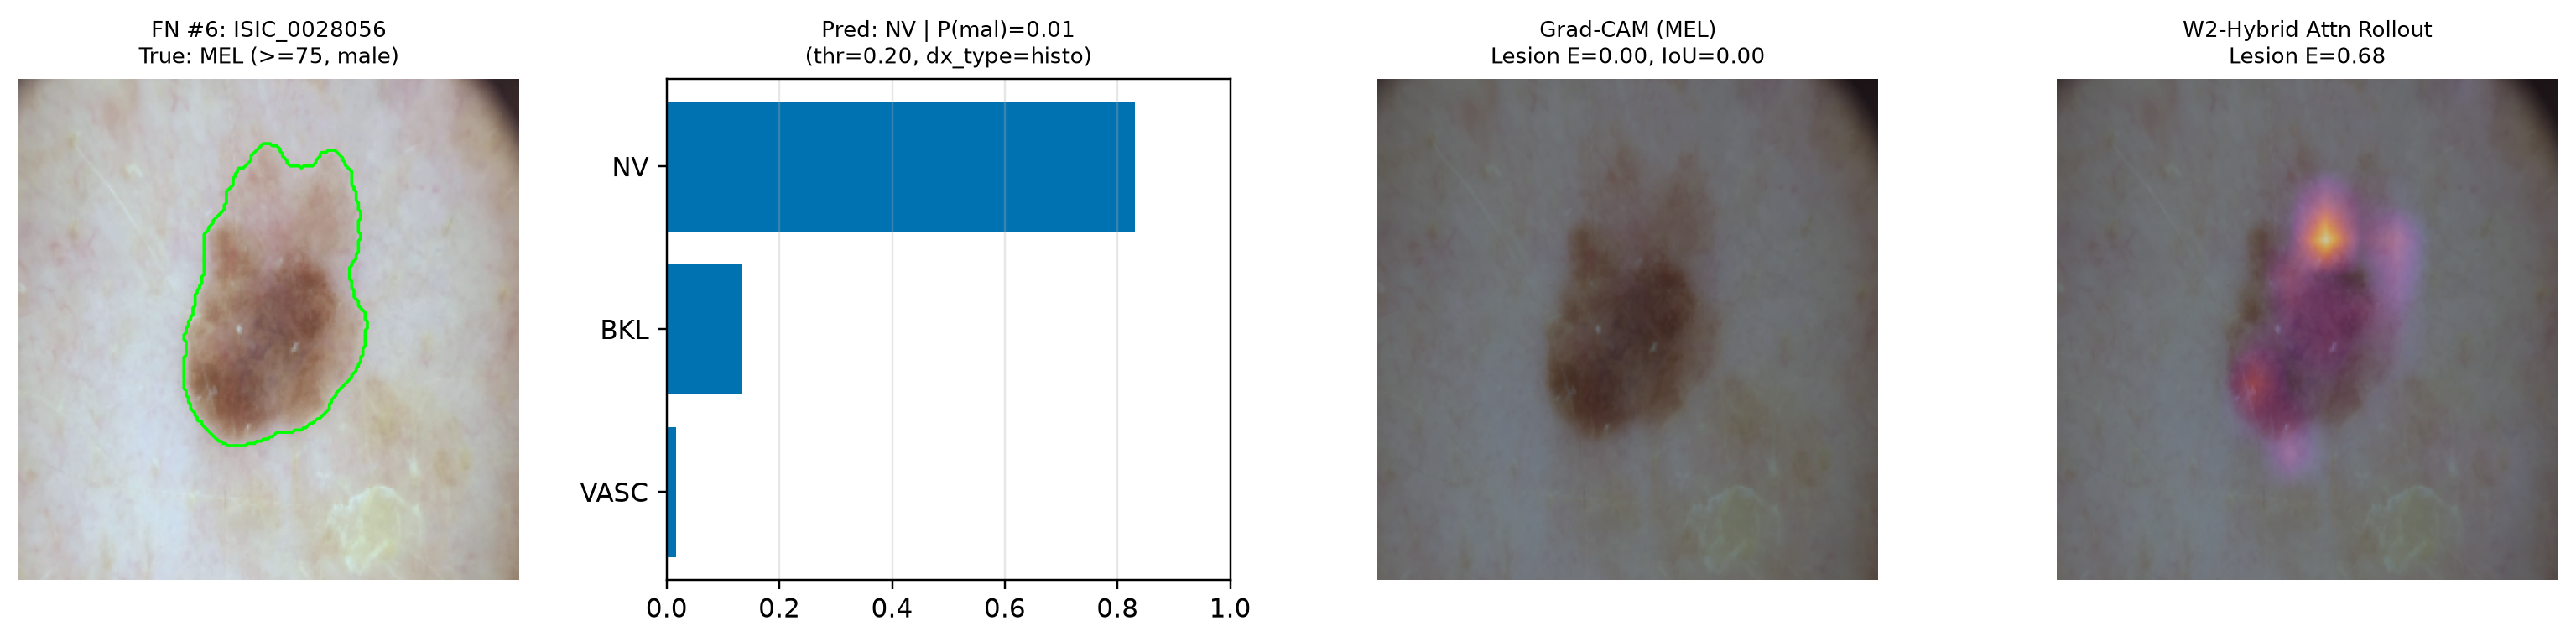 FN #6: ISIC_0028056
True: MEL (>=75, male)
Pred: NV | P(mal)=0.01
(thr=0.20, dx_type=histo)
NV
BKL
VASC
0.0 0.2 0.4 0.6 0.8 1.0
Grad-CAM (MEL)
Lesion E=0.00, IoU=0.00
W2-Hybrid Attn Rollout
Lesion E=0.68